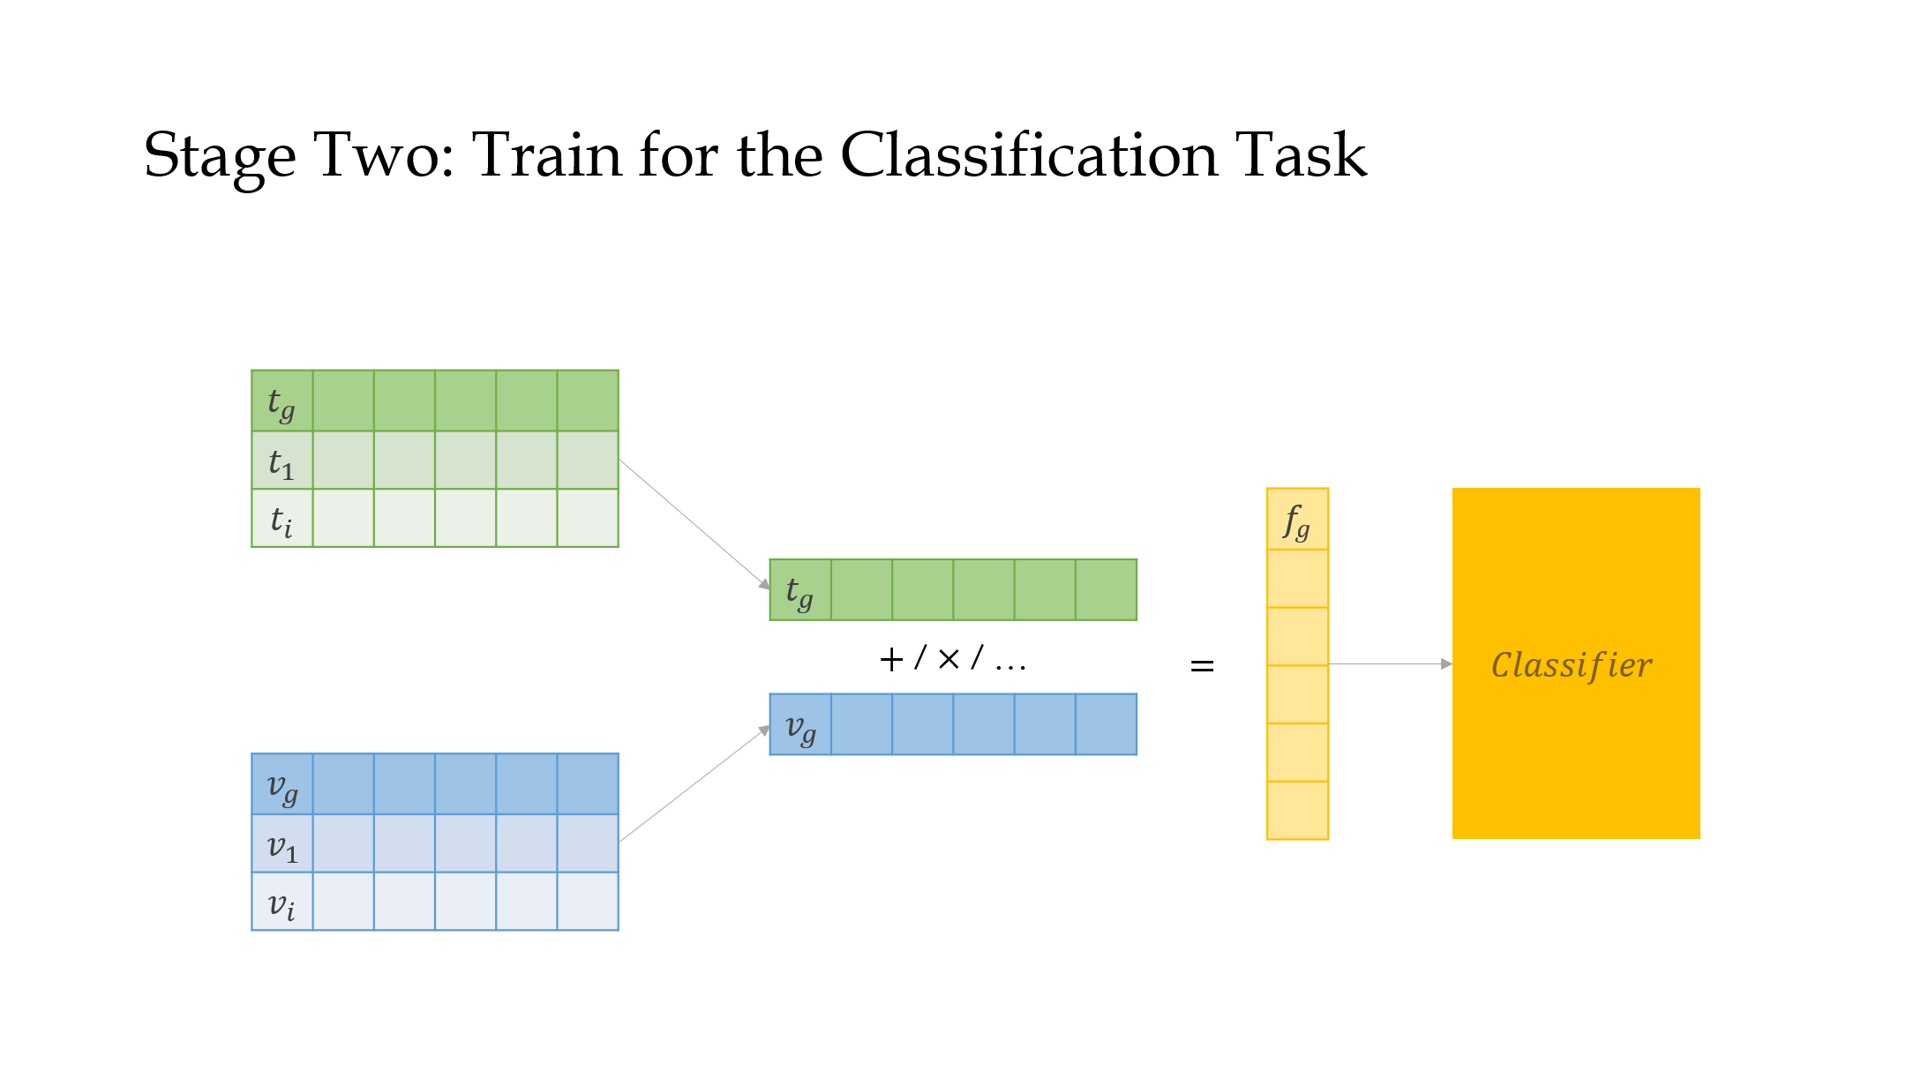 Stage Two: Train for the Classification Task
t_g
t_1
t_i
t_g
+ / × / …
v_g
=
f_g
Classifier
v_g
v_1
v_i